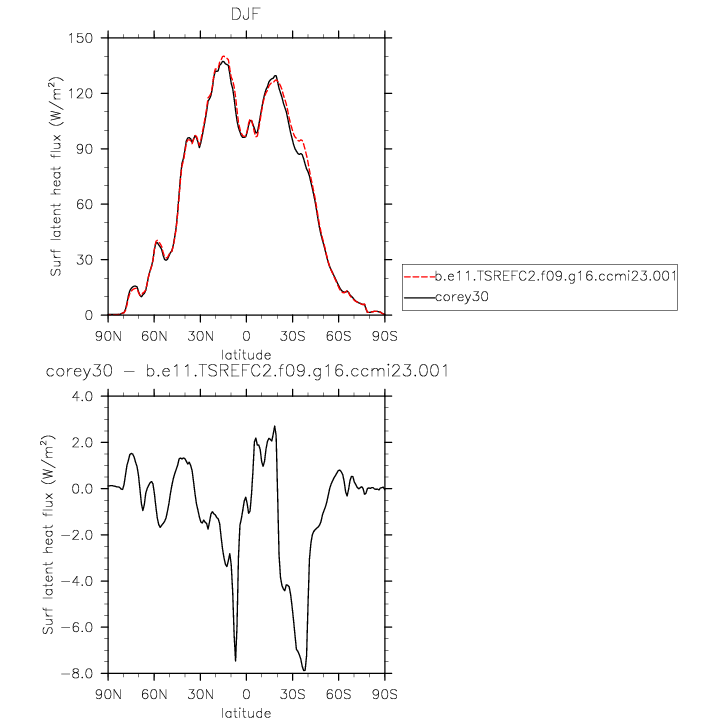 DJF
Surf latent heat flux (W/m²)
150
120
90
60
30
0
90N 60N 30N 0 30S 60S 90S
latitude
b.e11.TSREFC2.f09.g16.ccmi23.001
corey30
corey30 − b.e11.TSREFC2.f09.g16.ccmi23.001
Surf latent heat flux (W/m²)
4.0
2.0
0.0
−2.0
−4.0
−6.0
−8.0
90N 60N 30N 0 30S 60S 90S
latitude